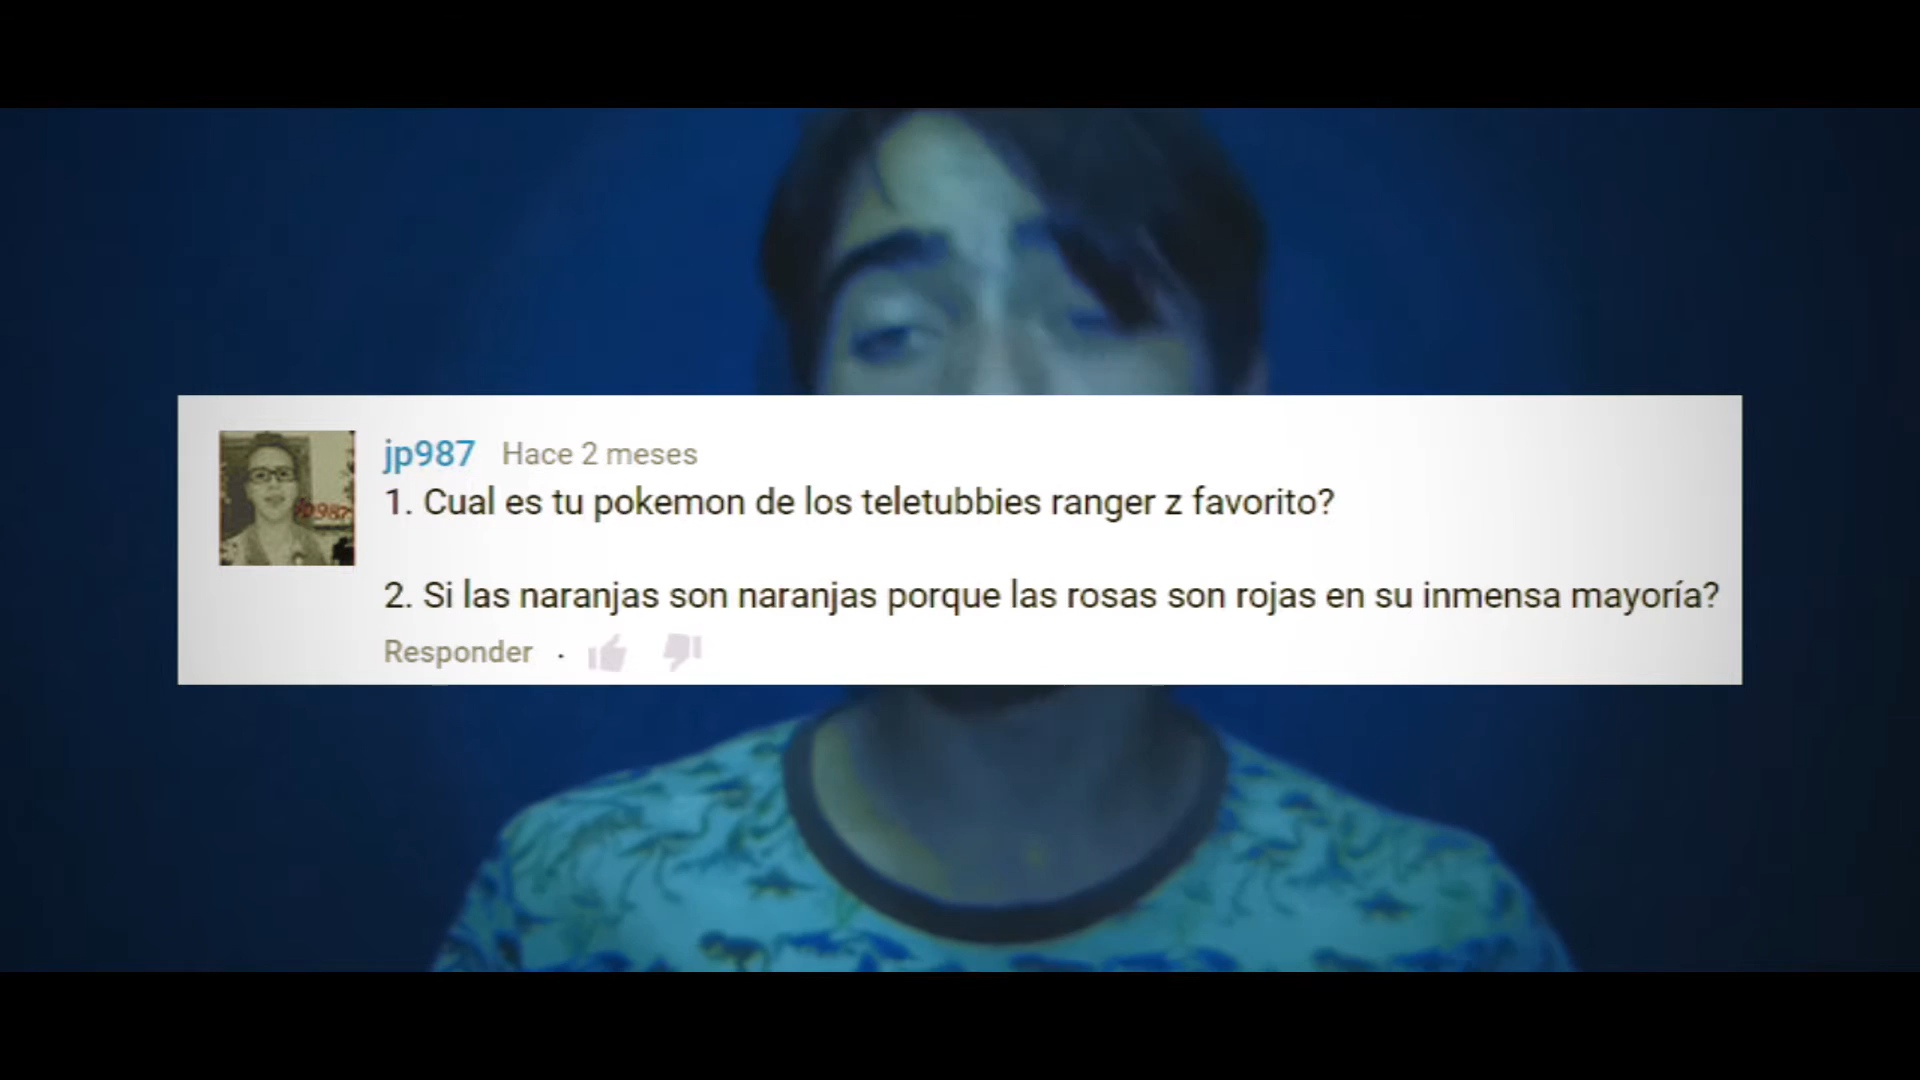 jp987 Hace 2 meses
1. Cual es tu pokemon de los teletubbies ranger z favorito?
2. Si las naranjas son naranjas porque las rosas son rojas en su inmensa mayoría?
Responder ·
jp987